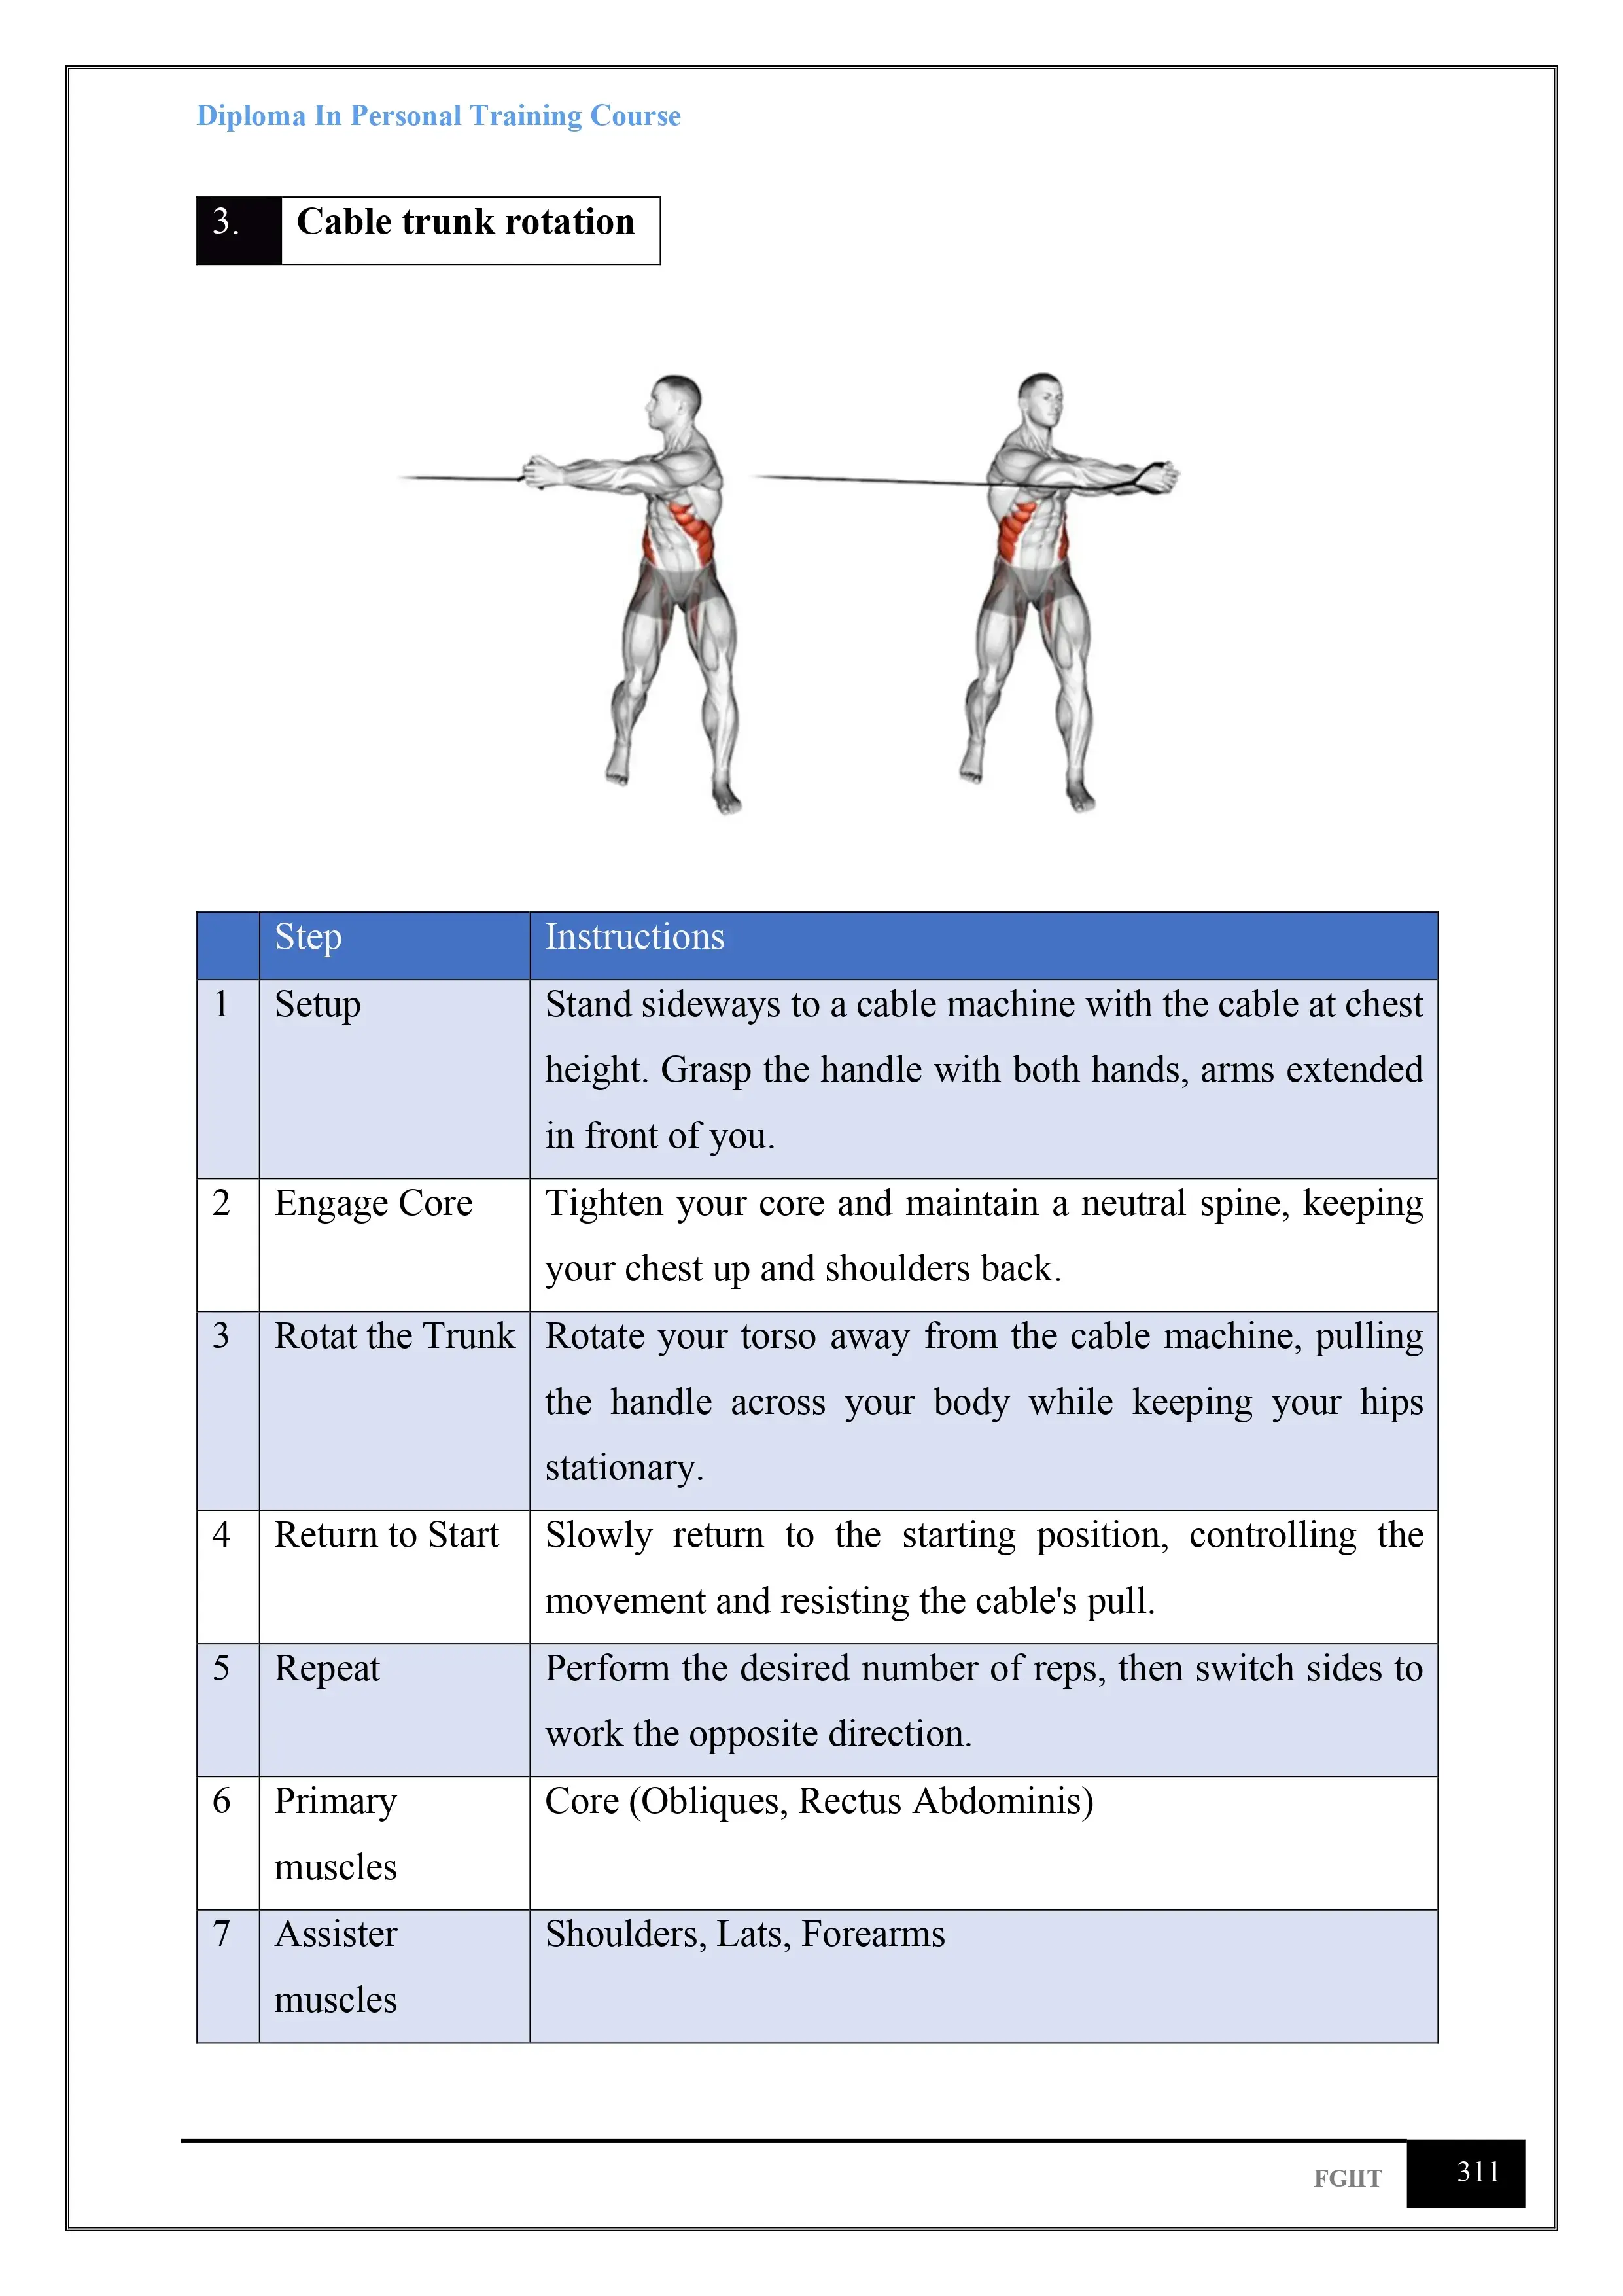 Diploma In Personal Training Course
3. Cable trunk rotation
Step Instructions
1 Setup Stand sideways to a cable machine with the cable at chest
height. Grasp the handle with both hands, arms extended
in front of you.
2 Engage Core Tighten your core and maintain a neutral spine, keeping
your chest up and shoulders back.
3 Rotat the Trunk Rotate your torso away from the cable machine, pulling
the handle across your body while keeping your hips
stationary.
4 Return to Start Slowly return to the starting position, controlling the
movement and resisting the cable's pull.
5 Repeat Perform the desired number of reps, then switch sides to
work the opposite direction.
6 Primary Core (Obliques, Rectus Abdominis)
muscles
7 Assister Shoulders, Lats, Forearms
muscles
FGIIT 311